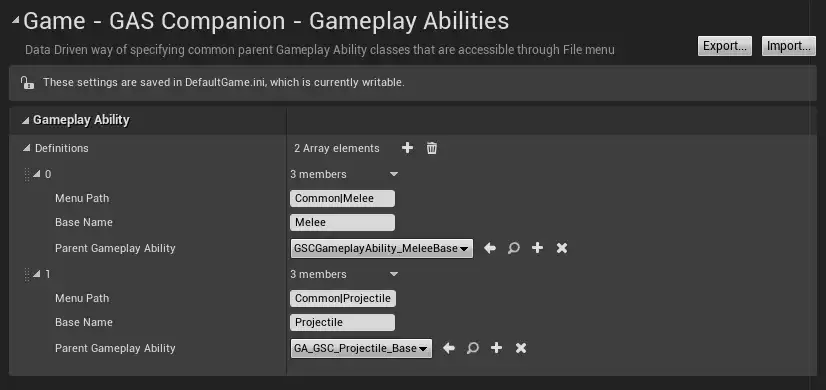 Game - GAS Companion - Gameplay Abilities
Data Driven way of specifying common parent Gameplay Ability classes that are accessible through File menu
Export... Import...
These settings are saved in DefaultGame.ini, which is currently writable.
Gameplay Ability
Definitions 2 Array elements
0 3 members
Menu Path Common|Melee
Base Name Melee
Parent Gameplay Ability GSCGameplayAbility_MeleeBase
1 3 members
Menu Path Common|Projectile
Base Name Projectile
Parent Gameplay Ability GA_GSC_Projectile_Base